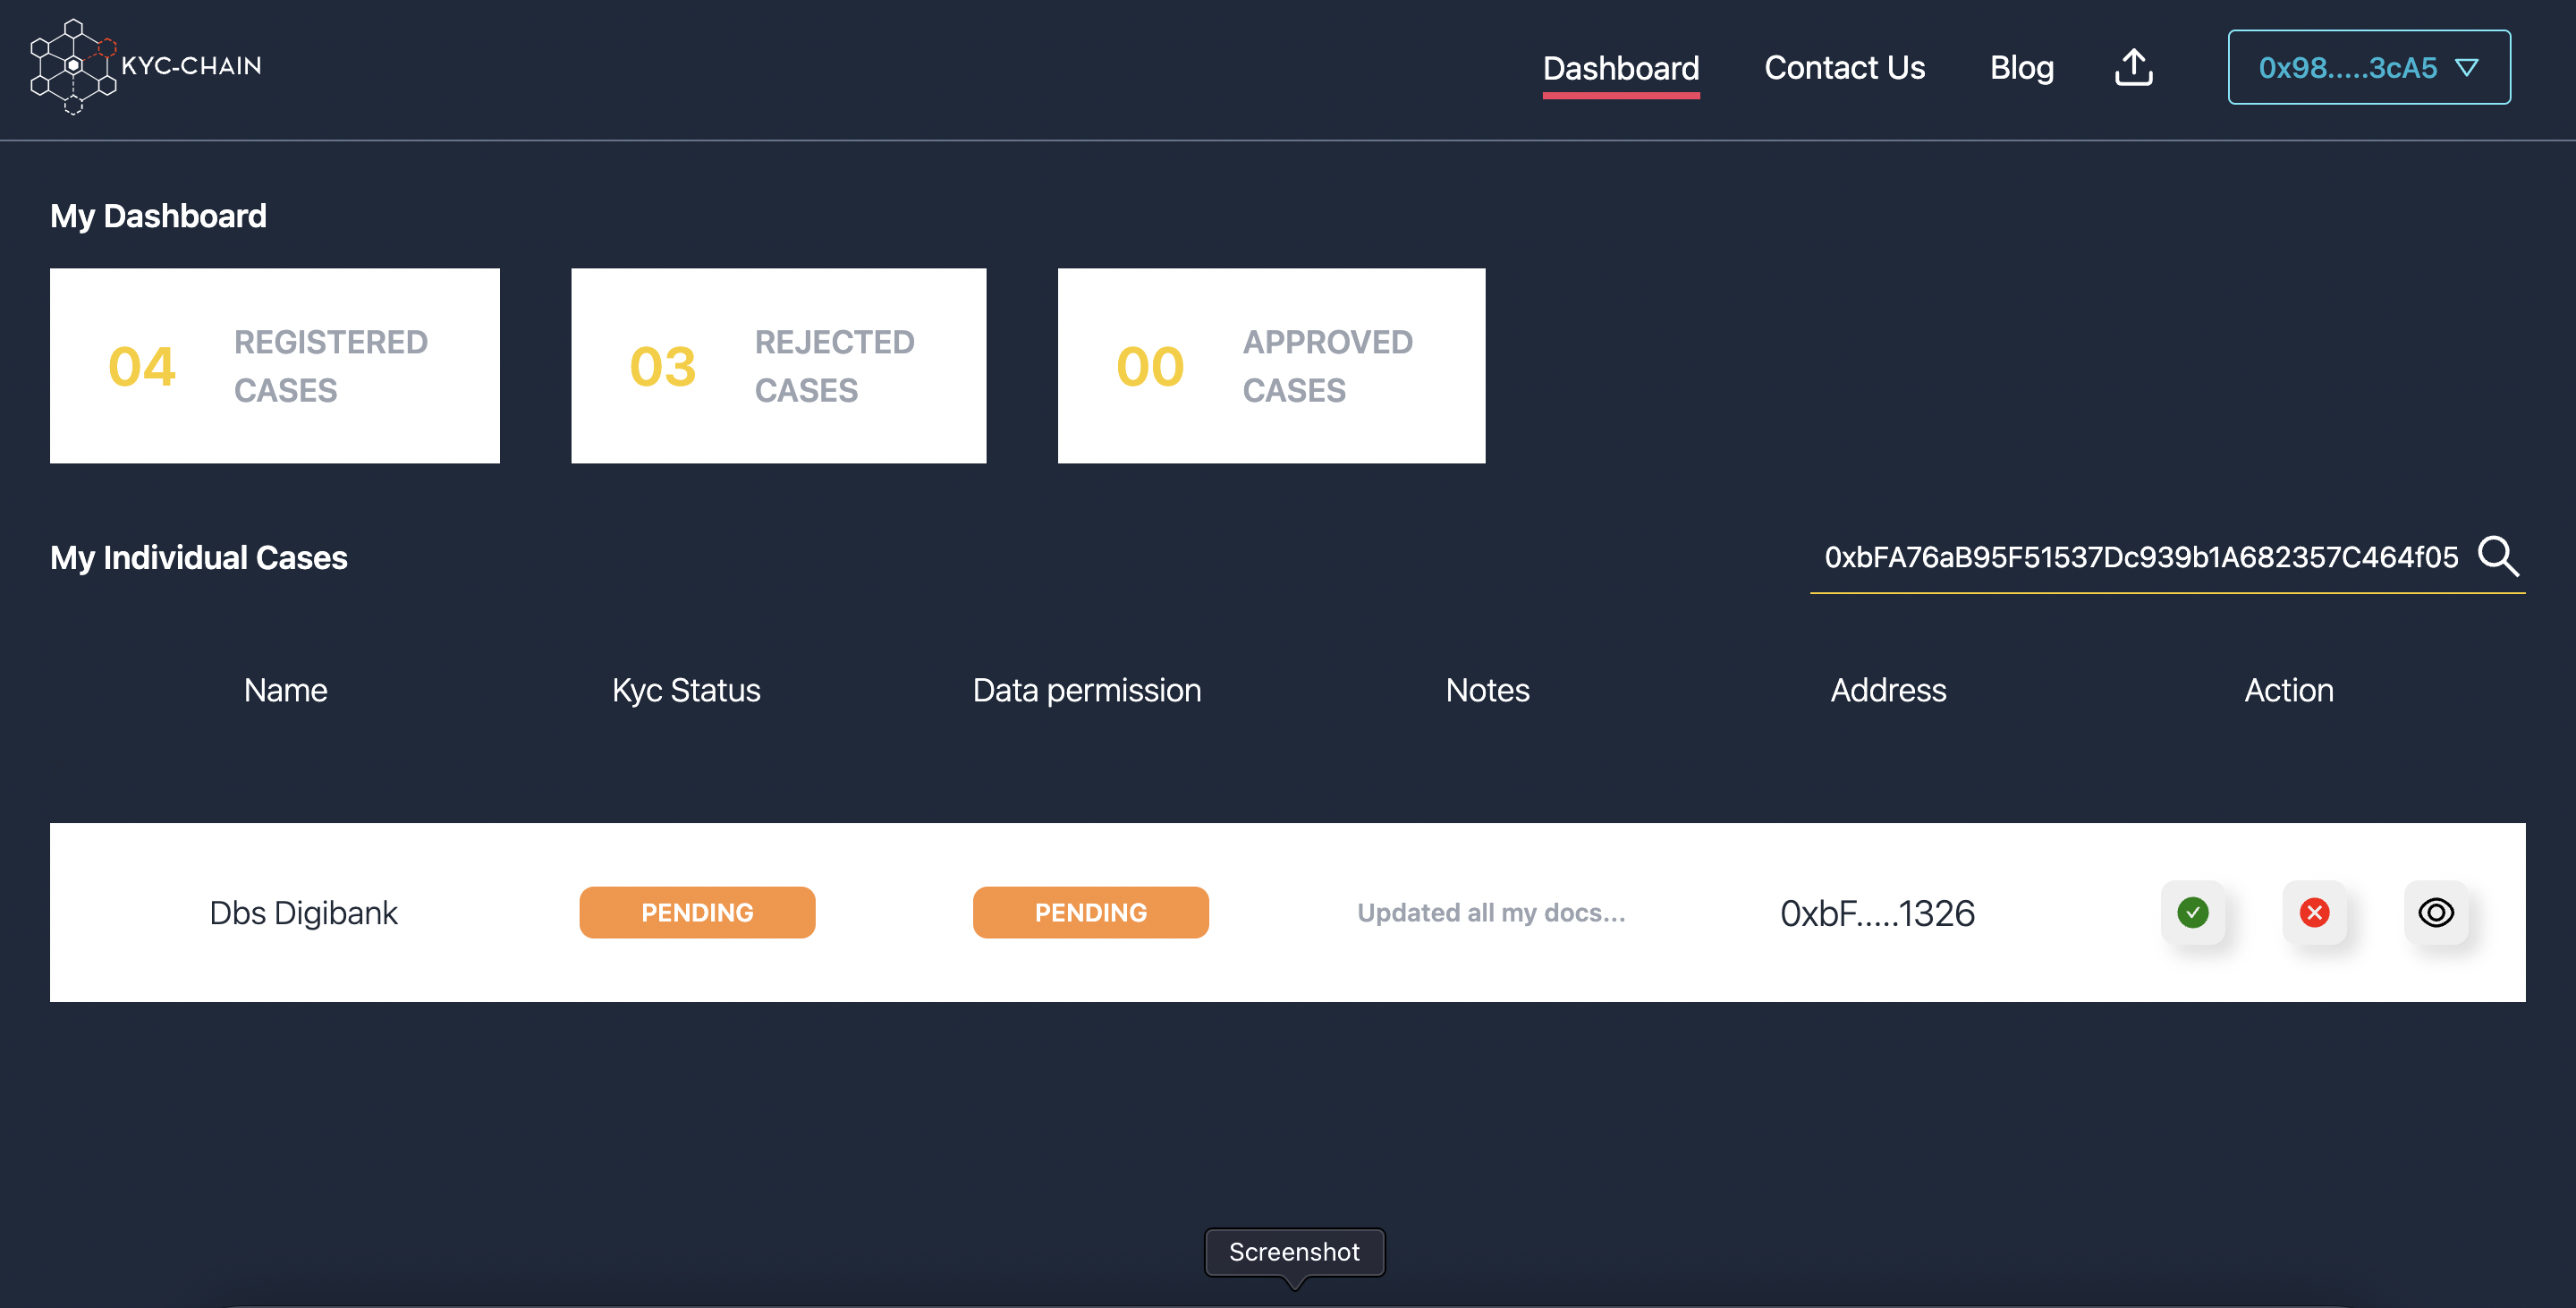 KYC-CHAIN
Dashboard
Contact Us
Blog
0x98.....3cA5
My Dashboard
04
REGISTERED
CASES
03
REJECTED
CASES
00
APPROVED
CASES
My Individual Cases
0xbFA76aB95F51537Dc939b1A682357C464f05
Name
Kyc Status
Data permission
Notes
Address
Action
Dbs Digibank
PENDING
PENDING
Updated all my docs...
0xbF.....1326
Screenshot